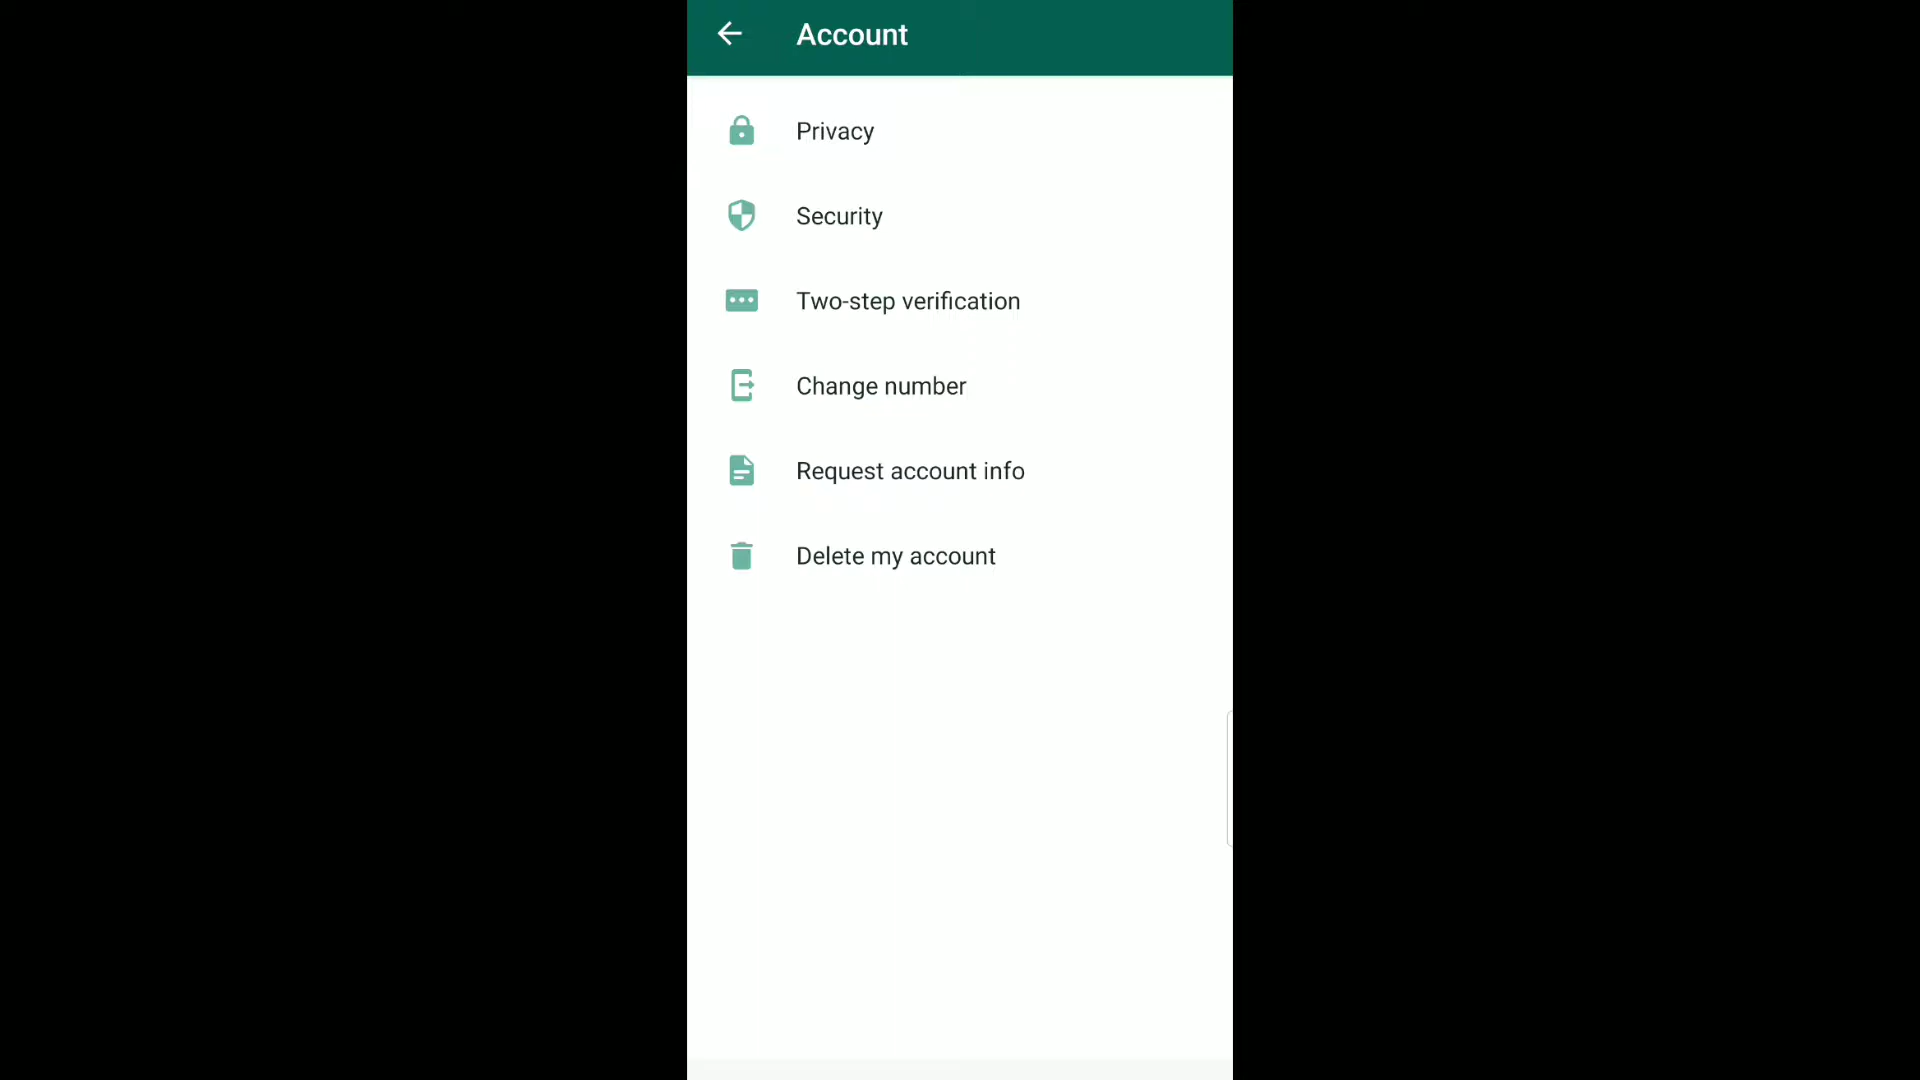 Account
Privacy
Security
Two-step verification
Change number
Request account info
Delete my account